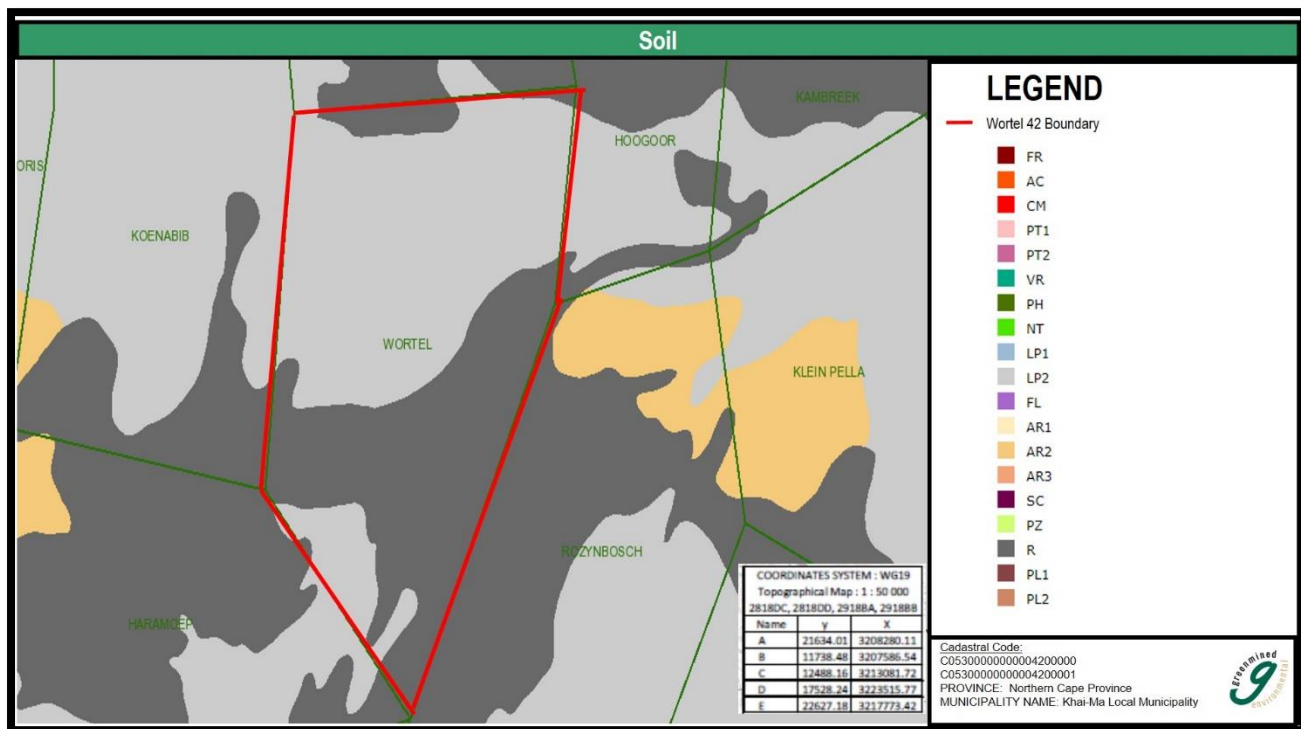 Soil
KAMBREEK
HOOGOOR
ORIS
KOENABIB
WORTEL
KLEIN PELLA
ROZYNBOSCH
HARAMOEP
COORDINATES SYSTEM : WG19
Topographical Map : 1 : 50 000
2818DC, 2818DD, 2918BA, 2918BB
Name y X
A 21634.01 3208280.11
B 11738.48 3207586.54
C 12488.16 3213081.72
D 17528.24 3223515.77
E 22627.18 3217773.42
LEGEND
Wortel 42 Boundary
FR
AC
CM
PT1
PT2
VR
PH
NT
LP1
LP2
FL
AR1
AR2
AR3
SC
PZ
R
PL1
PL2
Cadastral Code:
C05300000000004200000
C05300000000004200001
PROVINCE: Northern Cape Province
MUNICIPALITY NAME: Khai-Ma Local Municipality
greenmined
environmental